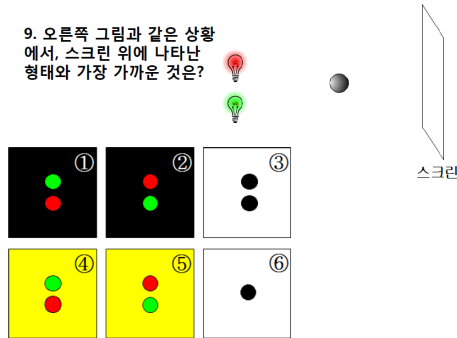 9. 오른쪽 그림과 같은 상황
에서, 스크린 위에 나타난
형태와 가장 가까운 것은?
스크린
① ② ③
④ ⑤ ⑥